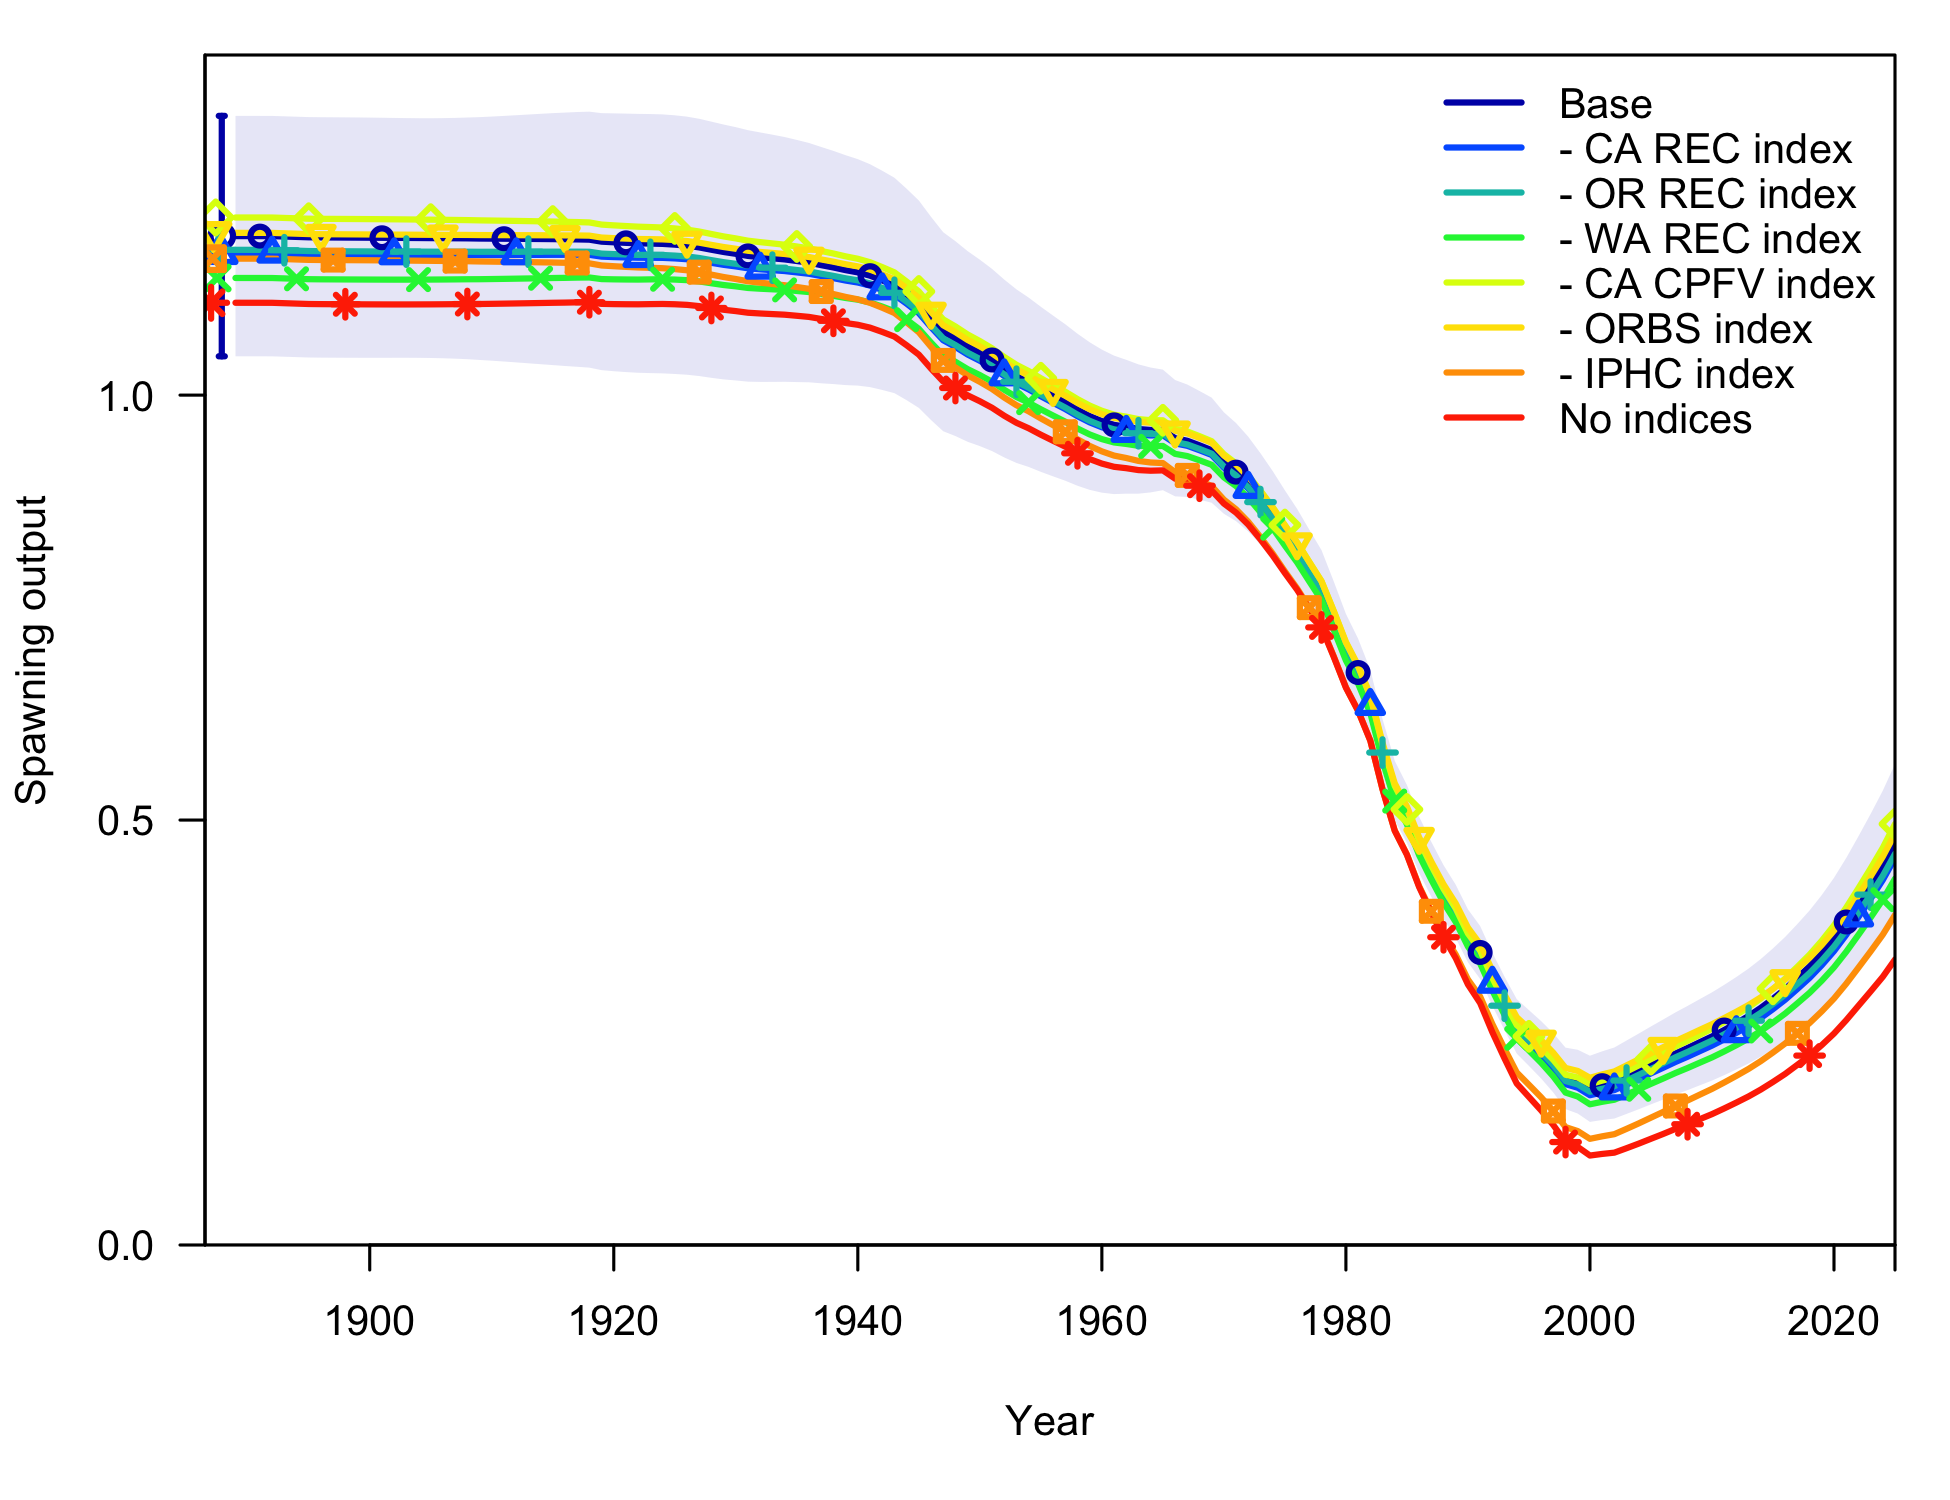 Base
- CA REC index
- OR REC index
- WA REC index
- CA CPFV index
- ORBS index
- IPHC index
No indices
Spawning output
1.0
0.5
0.0
1900 1920 1940 1960 1980 2000 2020
Year